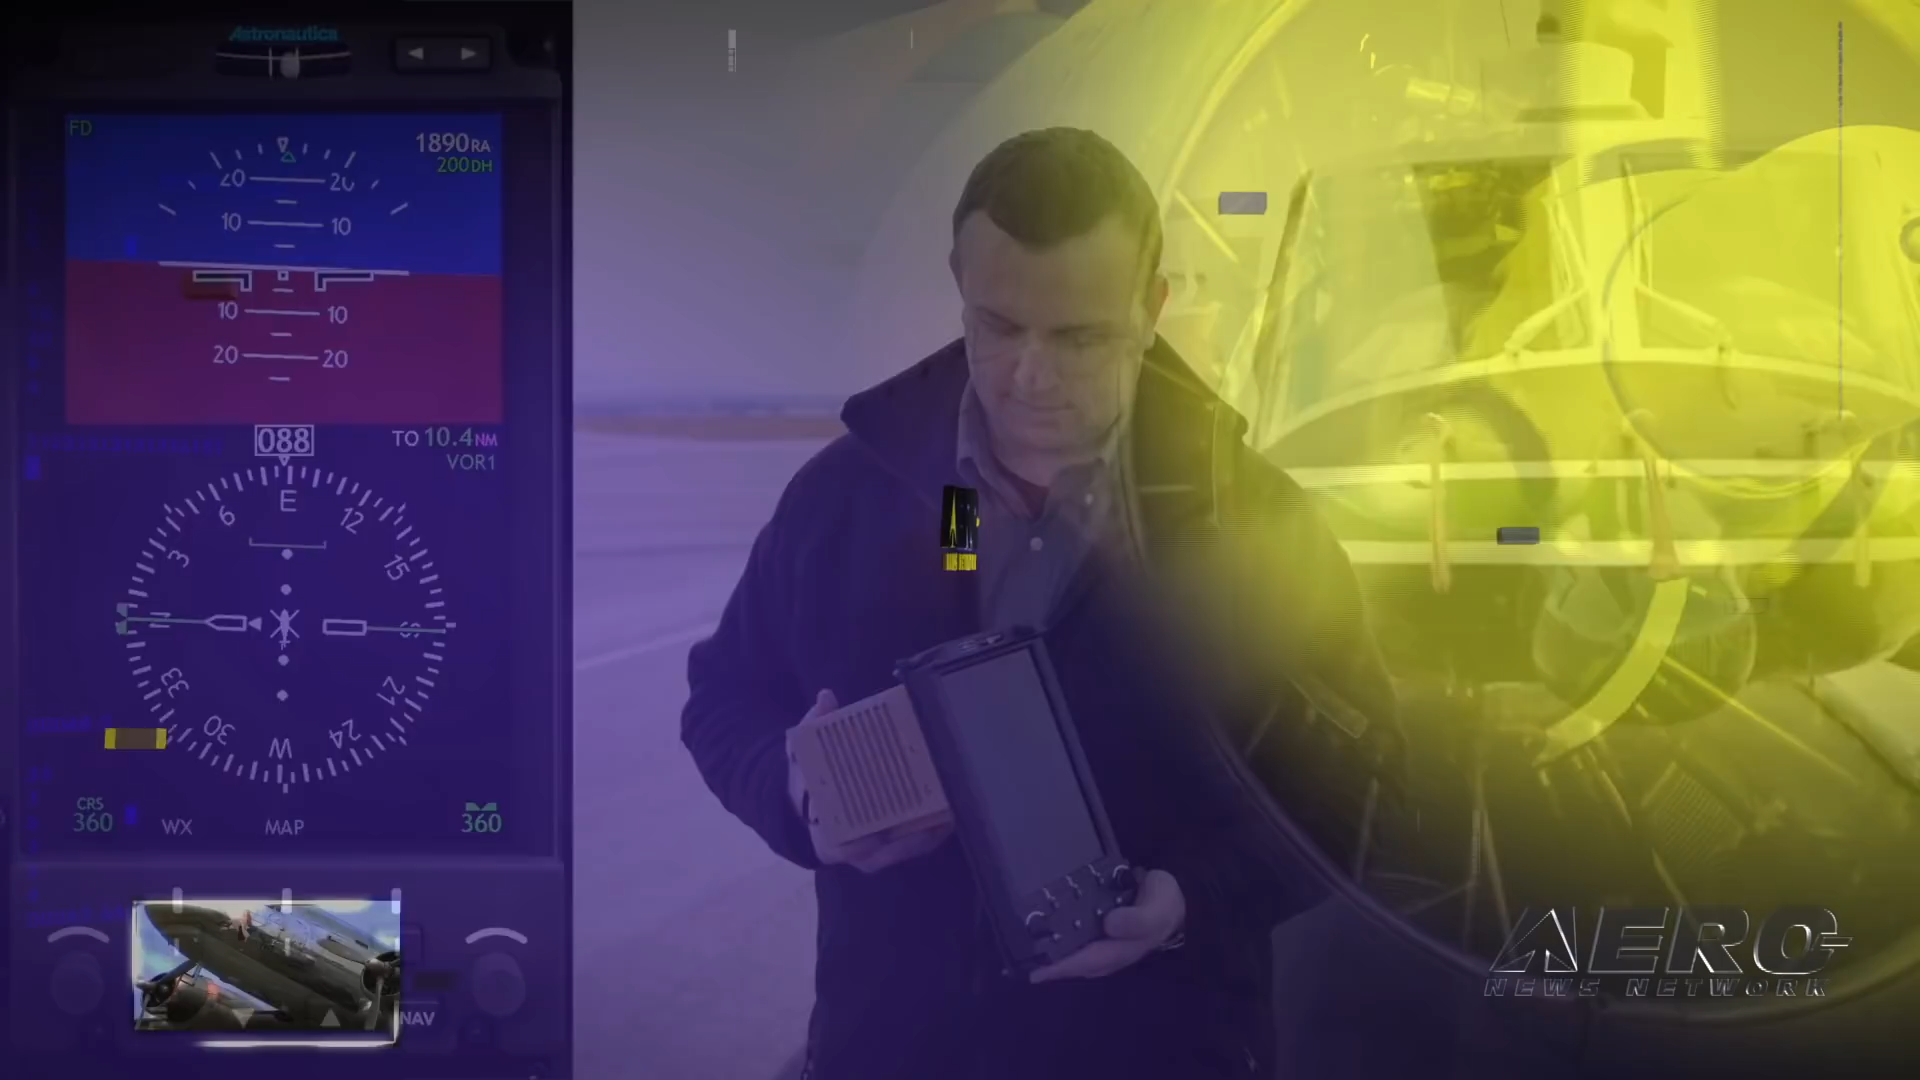 Astronautics
FD
1890RA
200DH
20 20
10 10
10 10
20 20
088
TO 10.4NM
VOR1
E
6 12
3 15
N S
33 21
30 24
W
CRS
360
WX
MAP
360
NAV
AERO
NEWS NETWORK